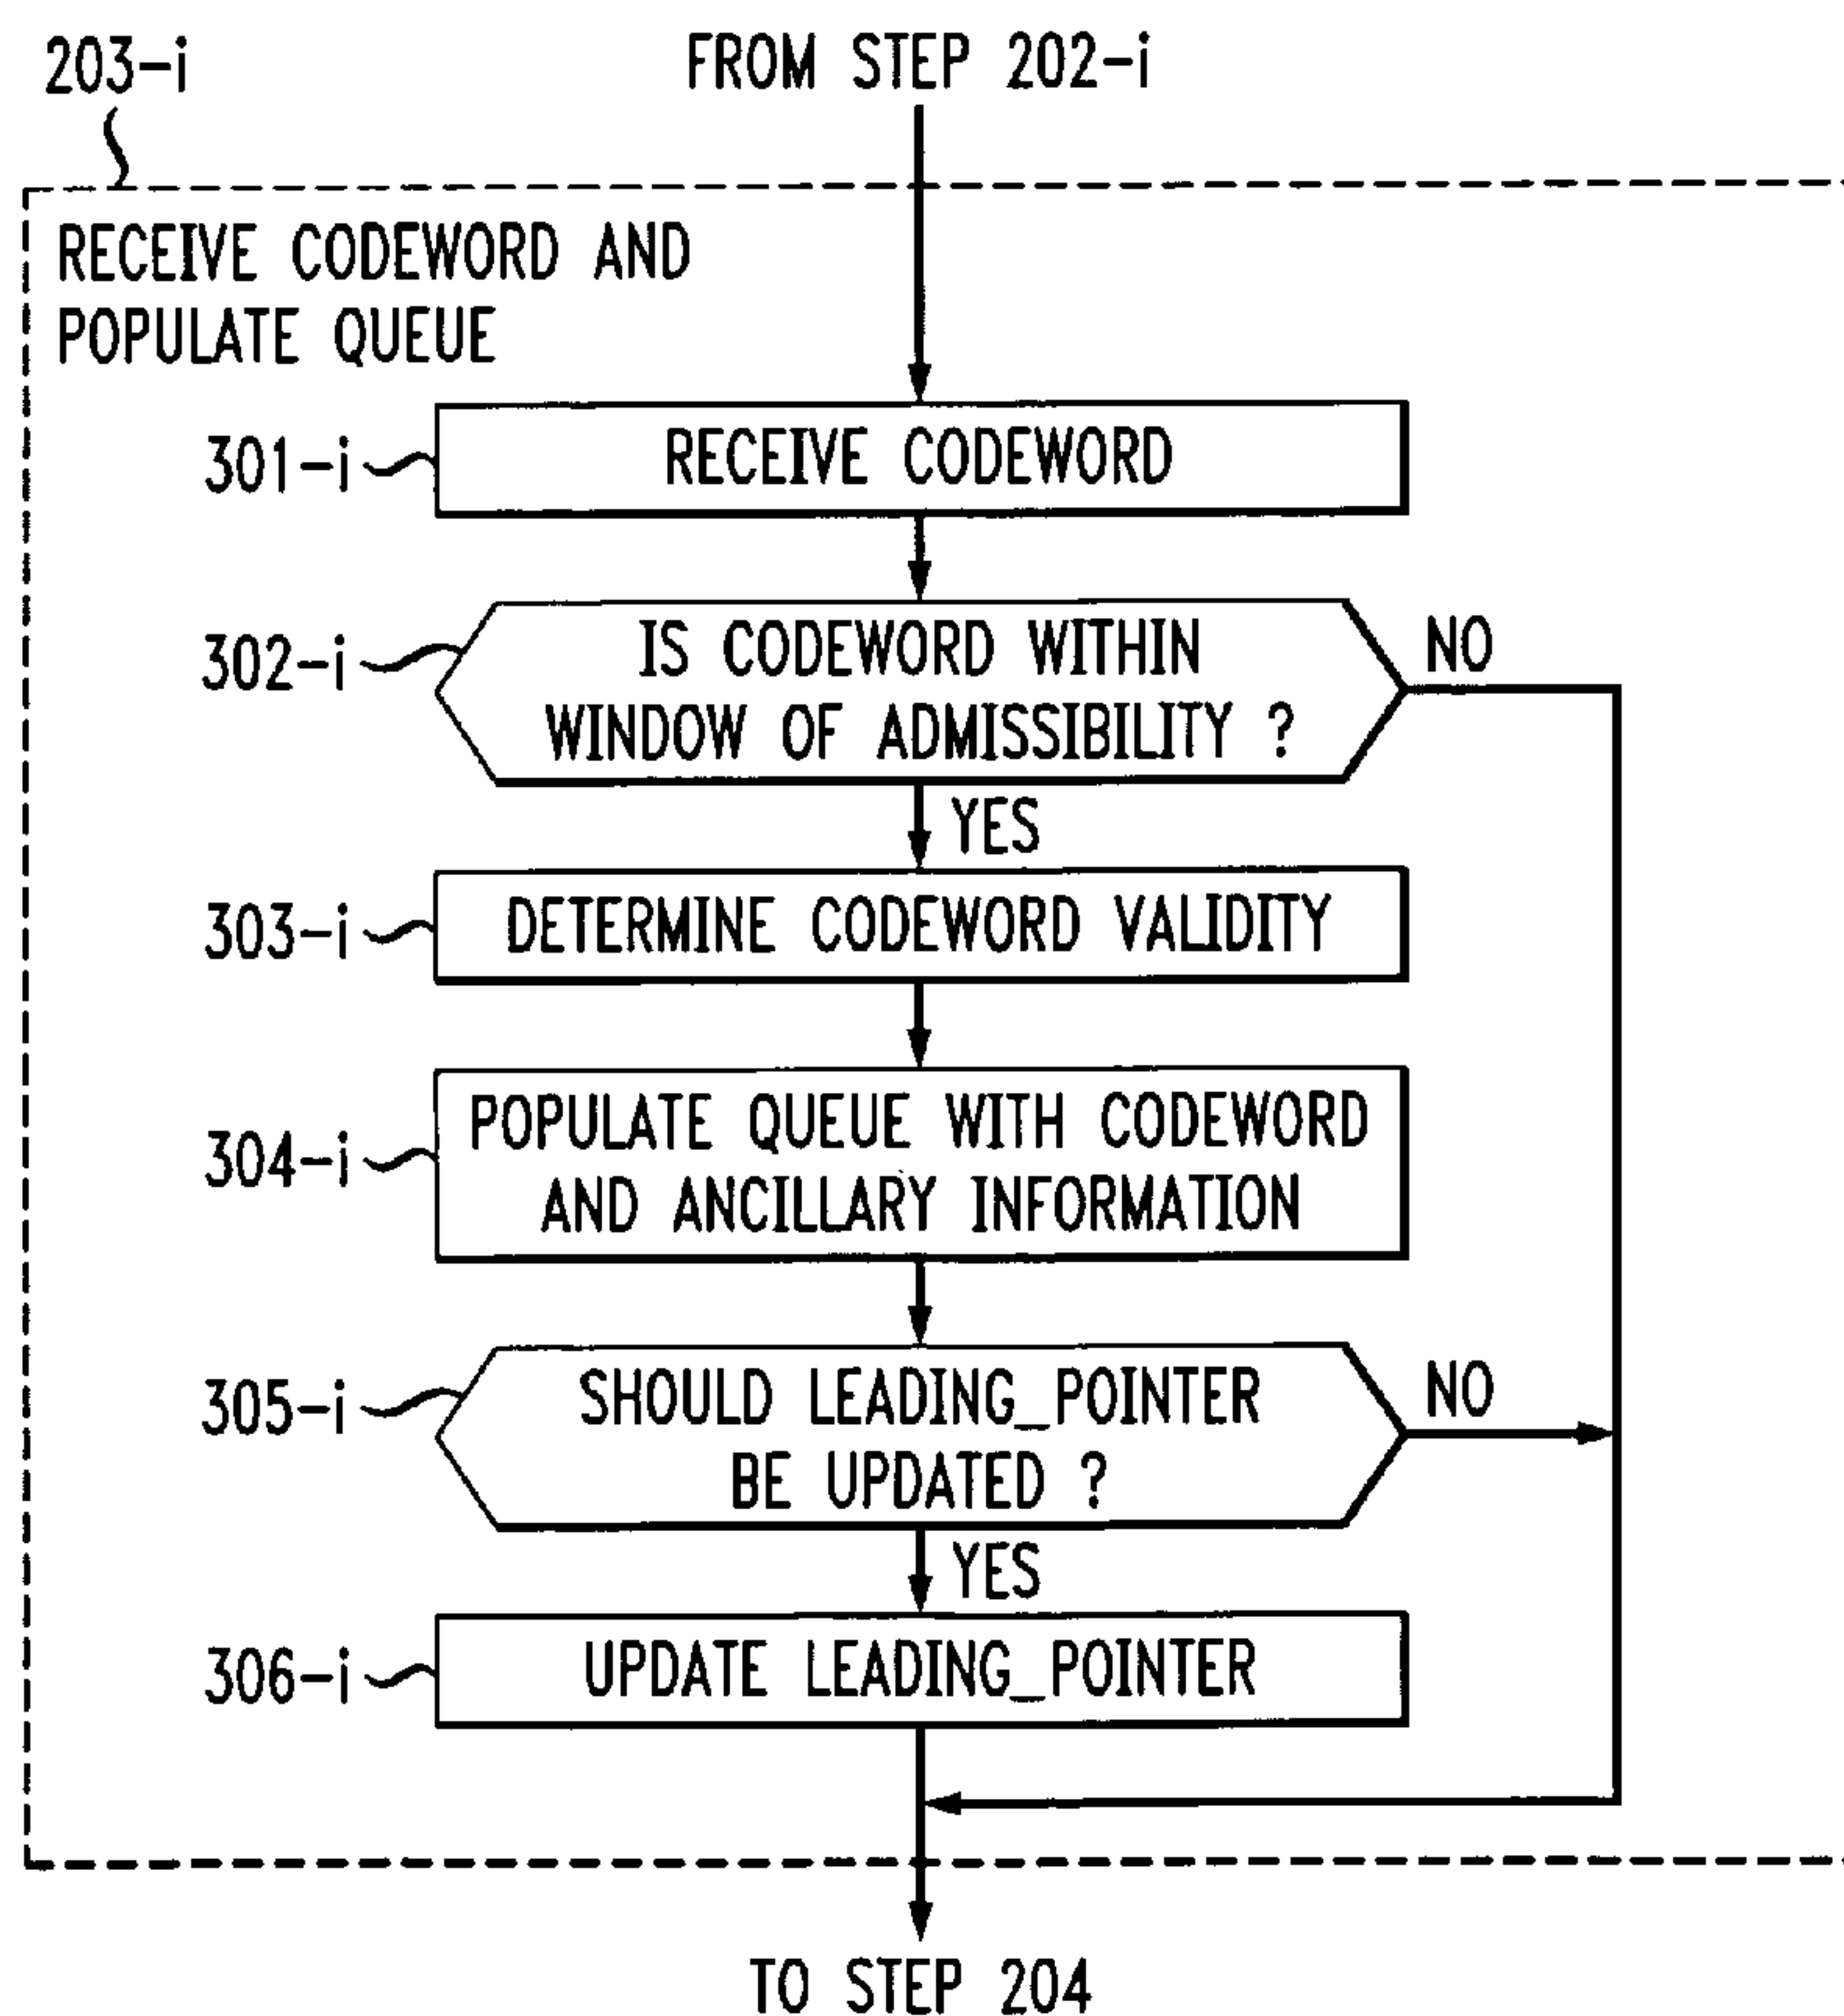 203-i
FROM STEP 202-i
RECEIVE CODEWORD AND
POPULATE QUEUE
301-i
RECEIVE CODEWORD
302-i
IS CODEWORD WITHIN
WINDOW OF ADMISSIBILITY ?
NO
YES
303-i
DETERMINE CODEWORD VALIDITY
304-i
POPULATE QUEUE WITH CODEWORD
AND ANCILLARY INFORMATION
305-i
SHOULD LEADING_POINTER
BE UPDATED ?
NO
YES
306-i
UPDATE LEADING_POINTER
TO STEP 204